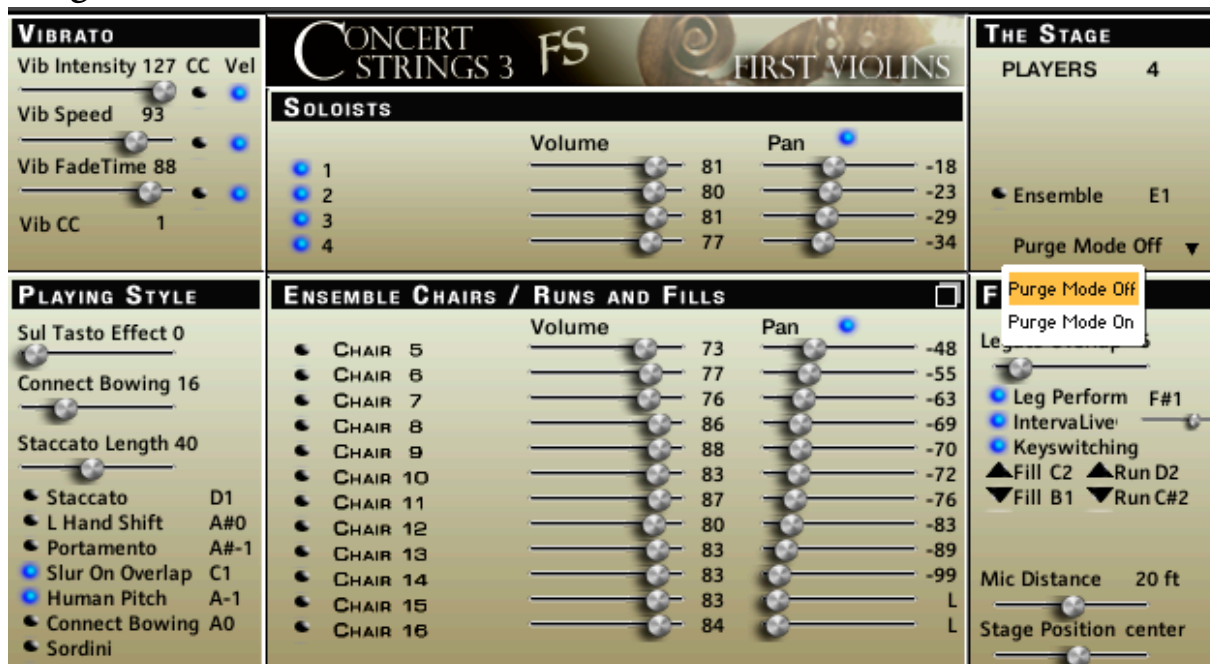 VIBRATO
Vib Intensity 127 CC Vel
Vib Speed 93
Vib FadeTime 88
Vib CC 1
CONCERT STRINGS 3 FS
FIRST VIOLINS
SOLOISTS
Volume Pan
1 81 -18
2 80 -23
3 81 -29
4 77 -34
THE STAGE
PLAYERS 4
Ensemble E1
Purge Mode Off
Purge Mode Off
Purge Mode On
PLAYING STYLE
Sul Tasto Effect 0
Connect Bowing 16
Staccato Length 40
Staccato D1
L Hand Shift A#0
Portamento A#-1
Slur On Overlap C1
Human Pitch A-1
Connect Bowing A0
Sordini
ENSEMBLE CHAIRS / RUNS AND FILLS
Volume Pan
CHAIR 5 73 -48
CHAIR 6 77 -55
CHAIR 7 76 -63
CHAIR 8 86 -69
CHAIR 9 88 -70
CHAIR 10 83 -72
CHAIR 11 87 -76
CHAIR 12 80 -83
CHAIR 13 83 -89
CHAIR 14 83 -99
CHAIR 15 83 L
CHAIR 16 84 L
F
Leg Perform F#1
IntervaLive
Keyswitching
Fill C2 Run D2
Fill B1 Run C#2
Mic Distance 20 ft
Stage Position center